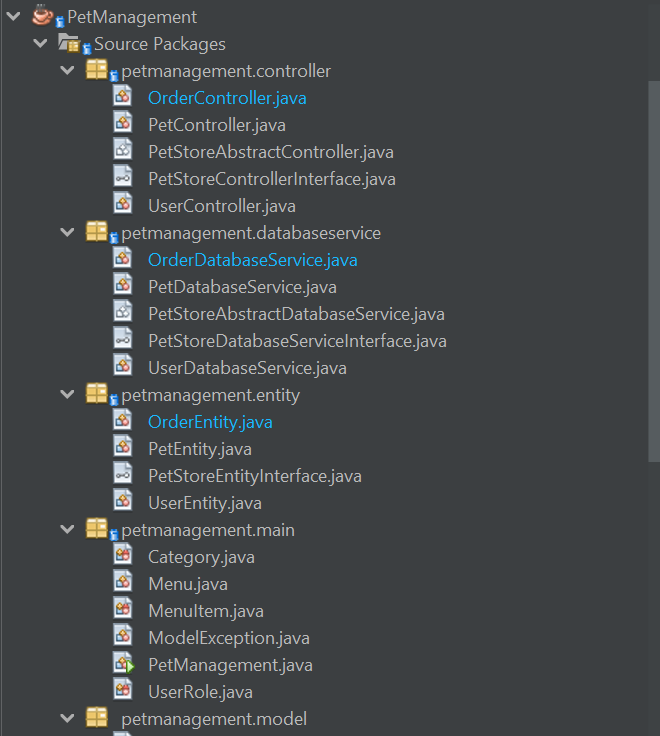 PetManagement
Source Packages
petmanagement.controller
OrderController.java
PetController.java
PetStoreAbstractController.java
PetStoreControllerInterface.java
UserController.java
petmanagement.databaseservice
OrderDatabaseService.java
PetDatabaseService.java
PetStoreAbstractDatabaseService.java
PetStoreDatabaseServiceInterface.java
UserDatabaseService.java
petmanagement.entity
OrderEntity.java
PetEntity.java
PetStoreEntityInterface.java
UserEntity.java
petmanagement.main
Category.java
Menu.java
MenuItem.java
ModelException.java
PetManagement.java
UserRole.java
petmanagement.model